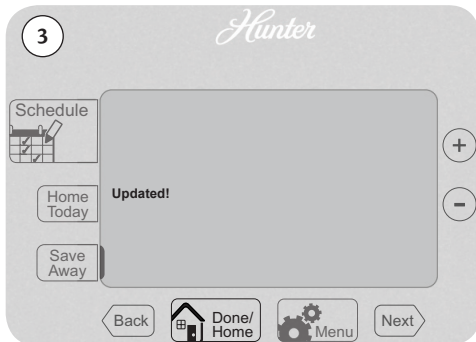 3
Hunter
Schedule
Home
Today
Save
Away
Updated!
+
-
Back
Done/
Home
Menu
Next